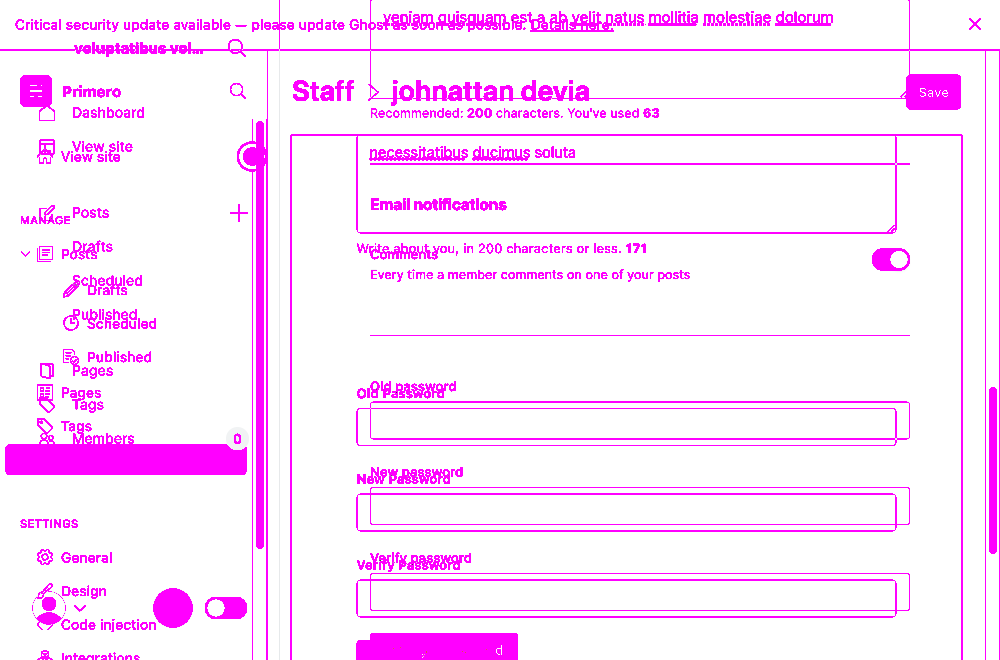 veniam quisquam est a ab velit natus mollitia molestiae dolorum
Critical security update available — please update Ghost as soon as possible. Details here.
voluptatibus vel...
Primero
Staff > johnattan devia
Save
Dashboard
Recommended: 200 characters. You've used 63
View site
View site
necessitatibus ducimus soluta
Email notifications
Posts
MANAGE
Drafts
Posts
Write about you, in 200 characters or less. 171
Comments
Every time a member comments on one of your posts
Scheduled
Drafts
Published
Scheduled
Published
Pages
Pages
Old password
Old Password
Tags
Tags
Members
0
New password
New Password
SETTINGS
General
Verify password
Verify Password
Design
Code injection
Integrations
d